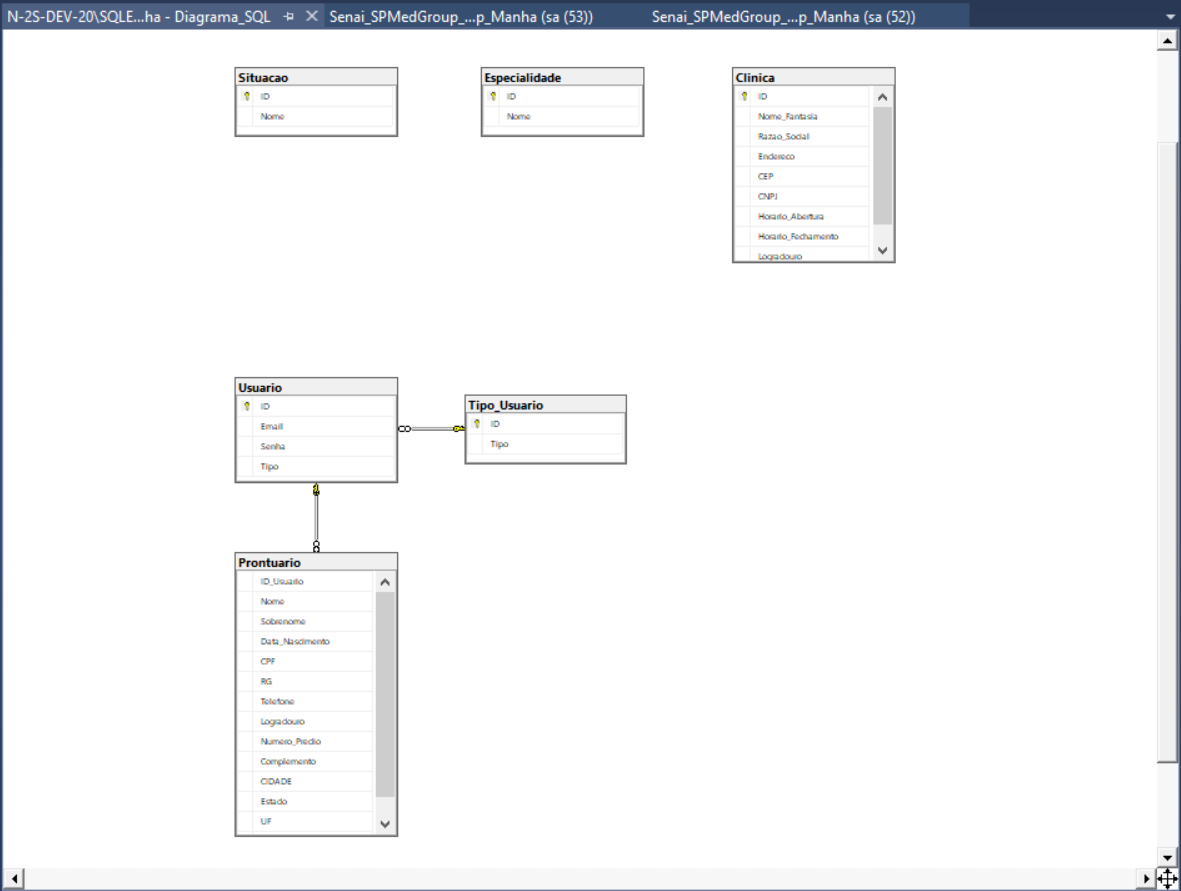 N-2S-DEV-20\SQLE...ha - Diagrama_SQL
Senai_SPMedGroup_...p_Manha (sa (53))
Senai_SPMedGroup_...p_Manha (sa (52))
Situacao
ID
Nome
Especialidade
ID
Nome
Clinica
ID
Nome_Fantasia
Razao_Social
Endereco
CEP
CNPJ
Horario_Abertura
Horario_Fechamento
Logradouro
Usuario
ID
Email
Senha
Tipo
Tipo_Usuario
ID
Tipo
Prontuario
ID_Usuario
Nome
Sobrenome
Data_Nascimento
CPF
RG
Telefone
Logradouro
Numero_Predio
Complemento
CIDADE
Estado
UF